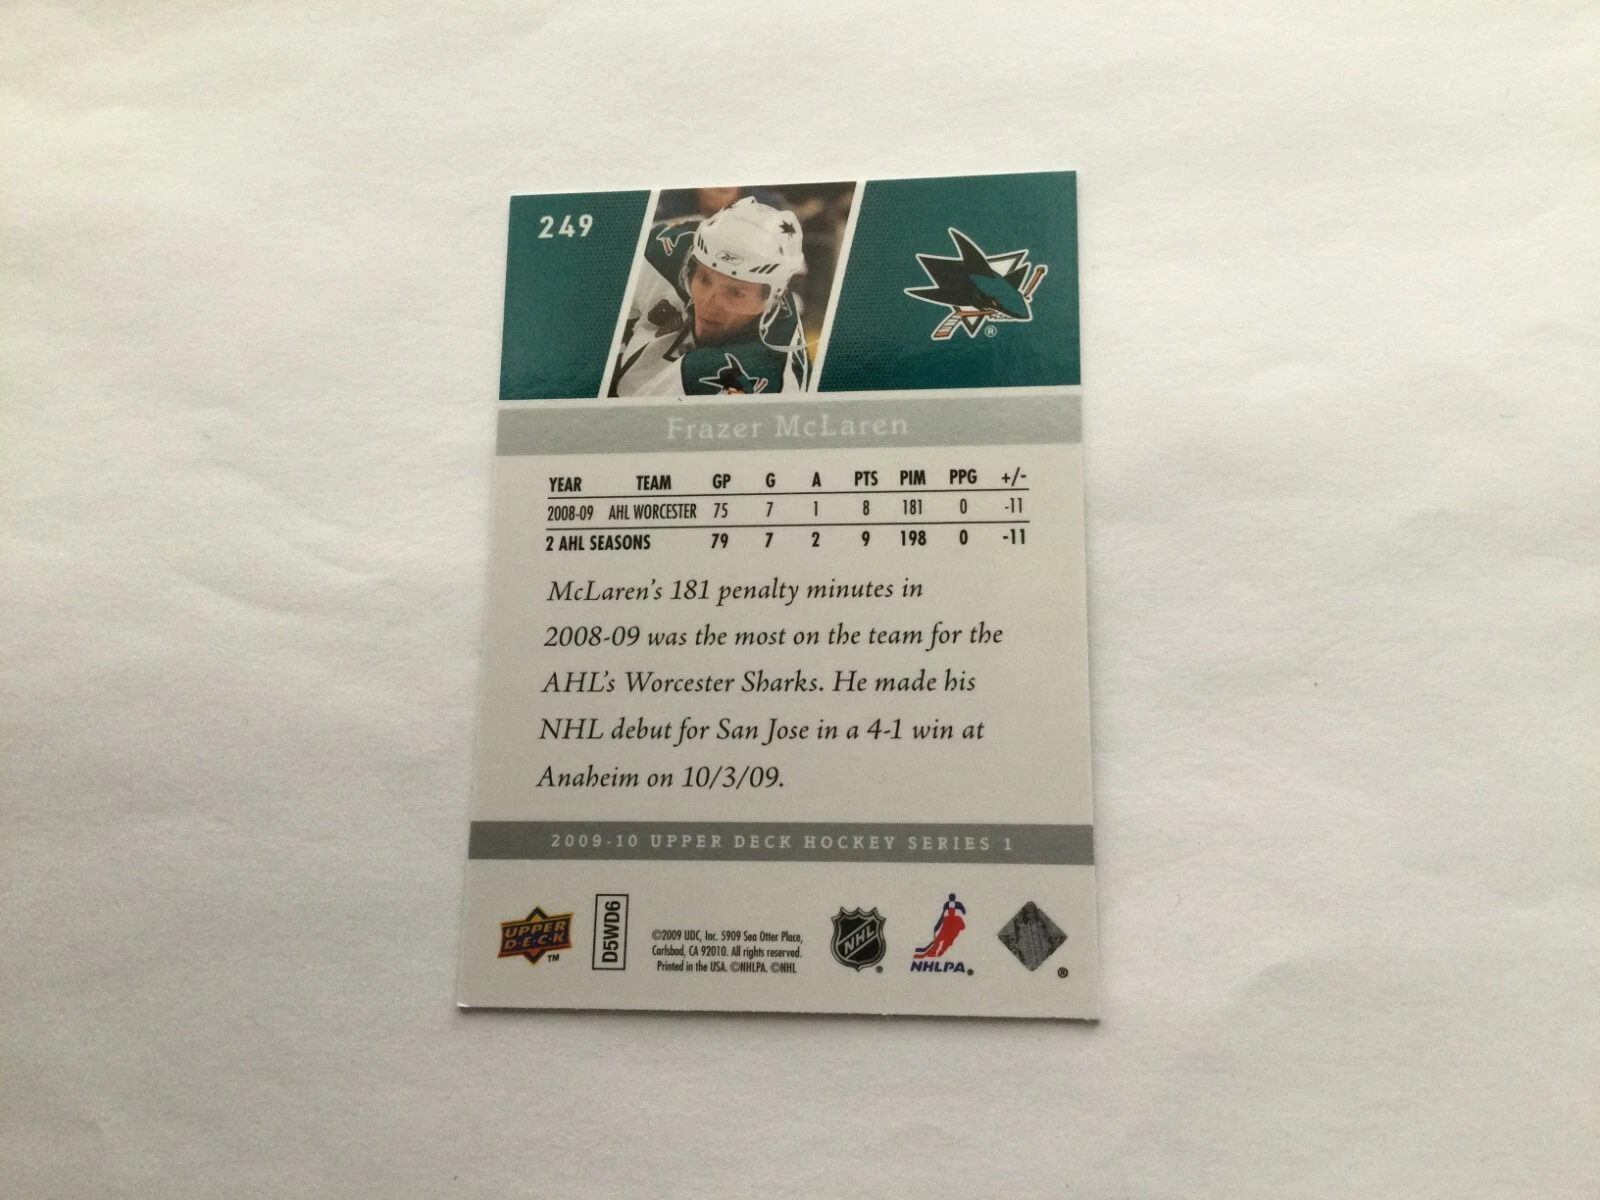 249
Frazer McLaren
YEAR TEAM GP G A PTS PIM PPG +/-
2008-09 AHL WORCESTER 75 7 1 8 181 0 -11
2 AHL SEASONS 79 7 2 9 198 0 -11
McLaren's 181 penalty minutes in
2008-09 was the most on the team for the
AHL's Worcester Sharks. He made his
NHL debut for San Jose in a 4-1 win at
Anaheim on 10/3/09.
2009-10 UPPER DECK HOCKEY SERIES 1
UPPER
D·E·C·K
TM
D5WD6
©2009 UDC, Inc. 5909 Sea Otter Place,
Carlsbad, CA 92010. All rights reserved.
Printed in the USA. ©NHLPA. ©NHL
NHL
®
NHLPA®
®